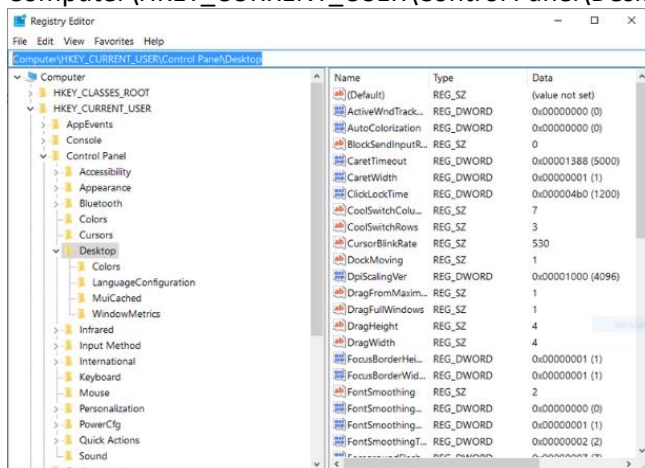 Computer\HKEY_CURRENT_USER\Control Panel\Desk
Registry Editor
File Edit View Favorites Help
Computer\HKEY_CURRENT_USER\Control Panel\Desktop
Computer
HKEY_CLASSES_ROOT
HKEY_CURRENT_USER
AppEvents
Console
Control Panel
Accessibility
Appearance
Bluetooth
Colors
Cursors
Desktop
Colors
LanguageConfiguration
MuiCached
WindowMetrics
Infrared
Input Method
International
Keyboard
Mouse
Personalization
PowerCfg
Quick Actions
Sound
Name Type Data
(Default) REG_SZ (value not set)
ActiveWndTrack... REG_DWORD 0x00000000 (0)
AutoColorization REG_DWORD 0x00000000 (0)
BlockSendInputR... REG_SZ 0
CaretTimeout REG_DWORD 0x00001388 (5000)
CaretWidth REG_DWORD 0x00000001 (1)
ClickLockTime REG_DWORD 0x000004b0 (1200)
CoolSwitchColu... REG_SZ 7
CoolSwitchRows REG_SZ 3
CursorBlinkRate REG_SZ 530
DockMoving REG_SZ 1
DpiScalingVer REG_DWORD 0x00001000 (4096)
DragFromMaxim... REG_SZ 1
DragFullWindows REG_SZ 1
DragHeight REG_SZ 4
DragWidth REG_SZ 4
FocusBorderHei... REG_DWORD 0x00000001 (1)
FocusBorderWid... REG_DWORD 0x00000001 (1)
FontSmoothing REG_SZ 2
FontSmoothing... REG_DWORD 0x00000000 (0)
FontSmoothing... REG_DWORD 0x00000001 (1)
FontSmoothingT... REG_DWORD 0x00000002 (2)